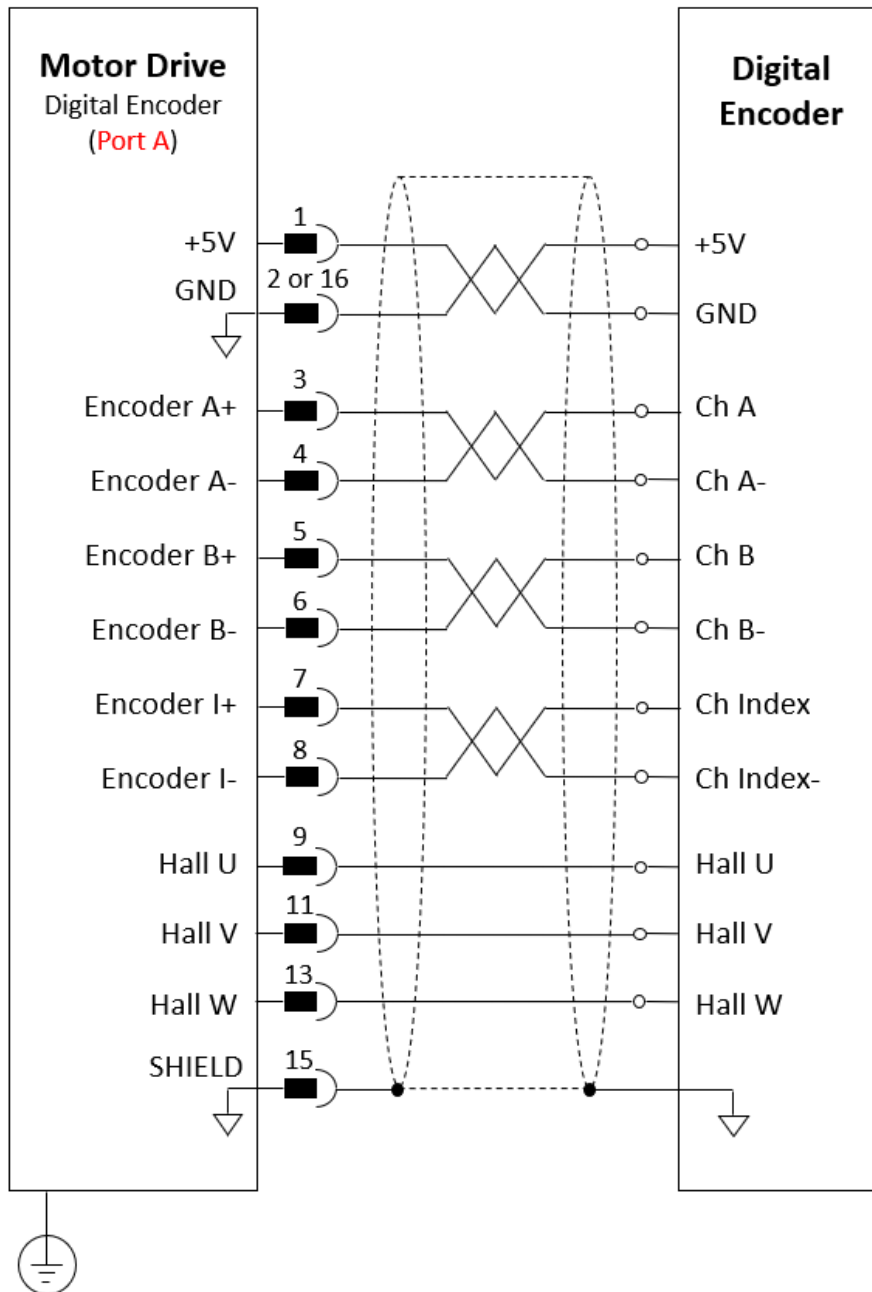 Motor Drive
Digital Encoder
(Port A)
Digital
Encoder
1
+5V
+5V
2 or 16
GND
GND
3
Encoder A+
Ch A
4
Encoder A-
Ch A-
5
Encoder B+
Ch B
6
Encoder B-
Ch B-
7
Encoder I+
Ch Index
8
Encoder I-
Ch Index-
9
Hall U
Hall U
11
Hall V
Hall V
13
Hall W
Hall W
15
SHIELD